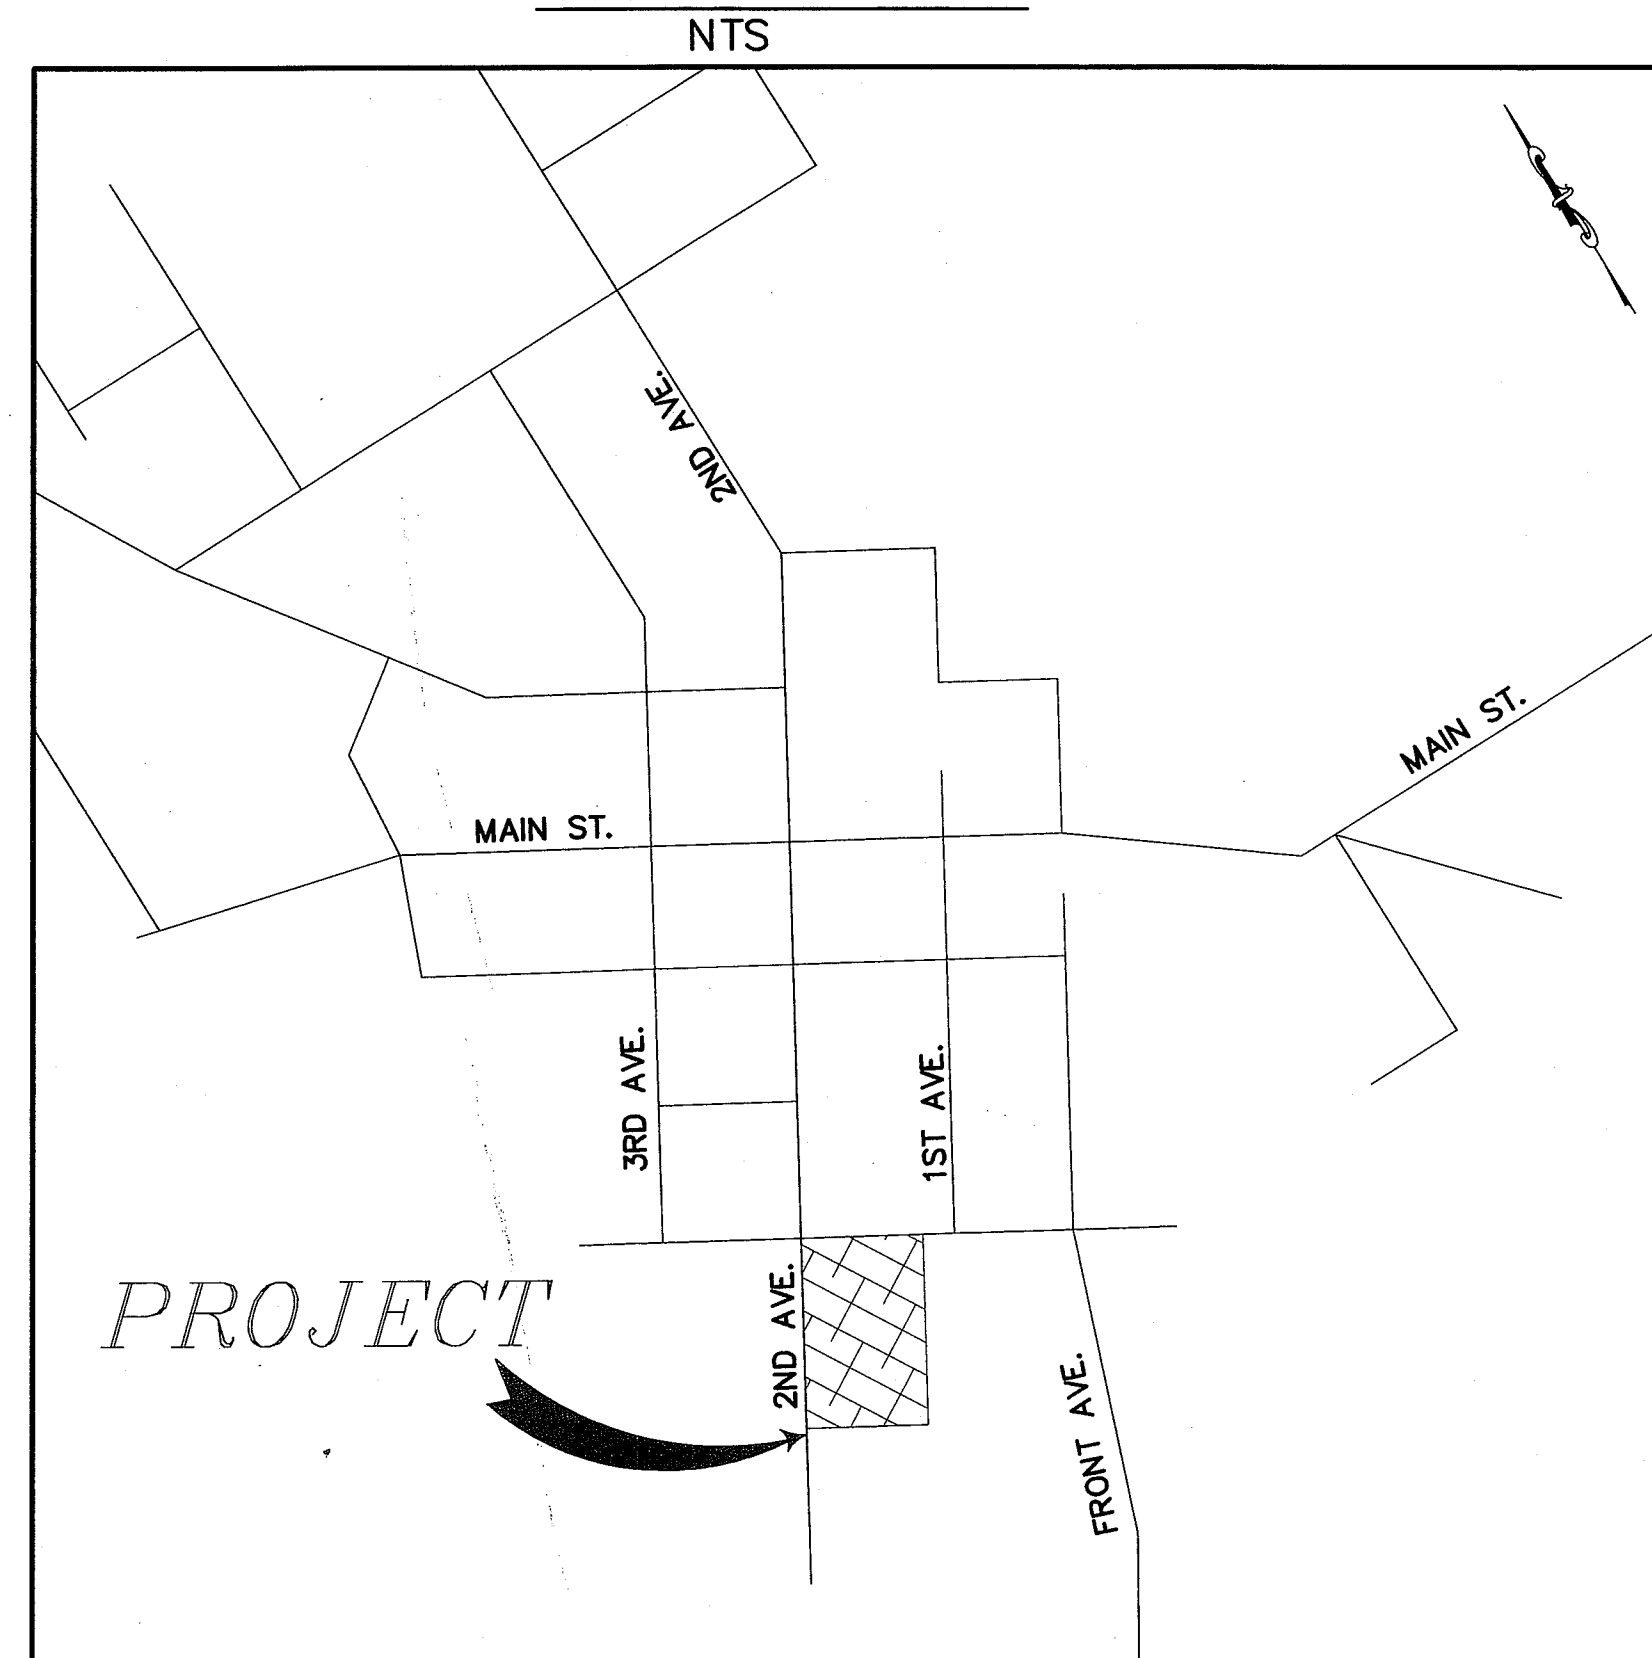 NTS
2ND AVE.
MAIN ST.
MAIN ST.
3RD AVE.
1ST AVE.
PROJECT
2ND AVE.
FRONT AVE.